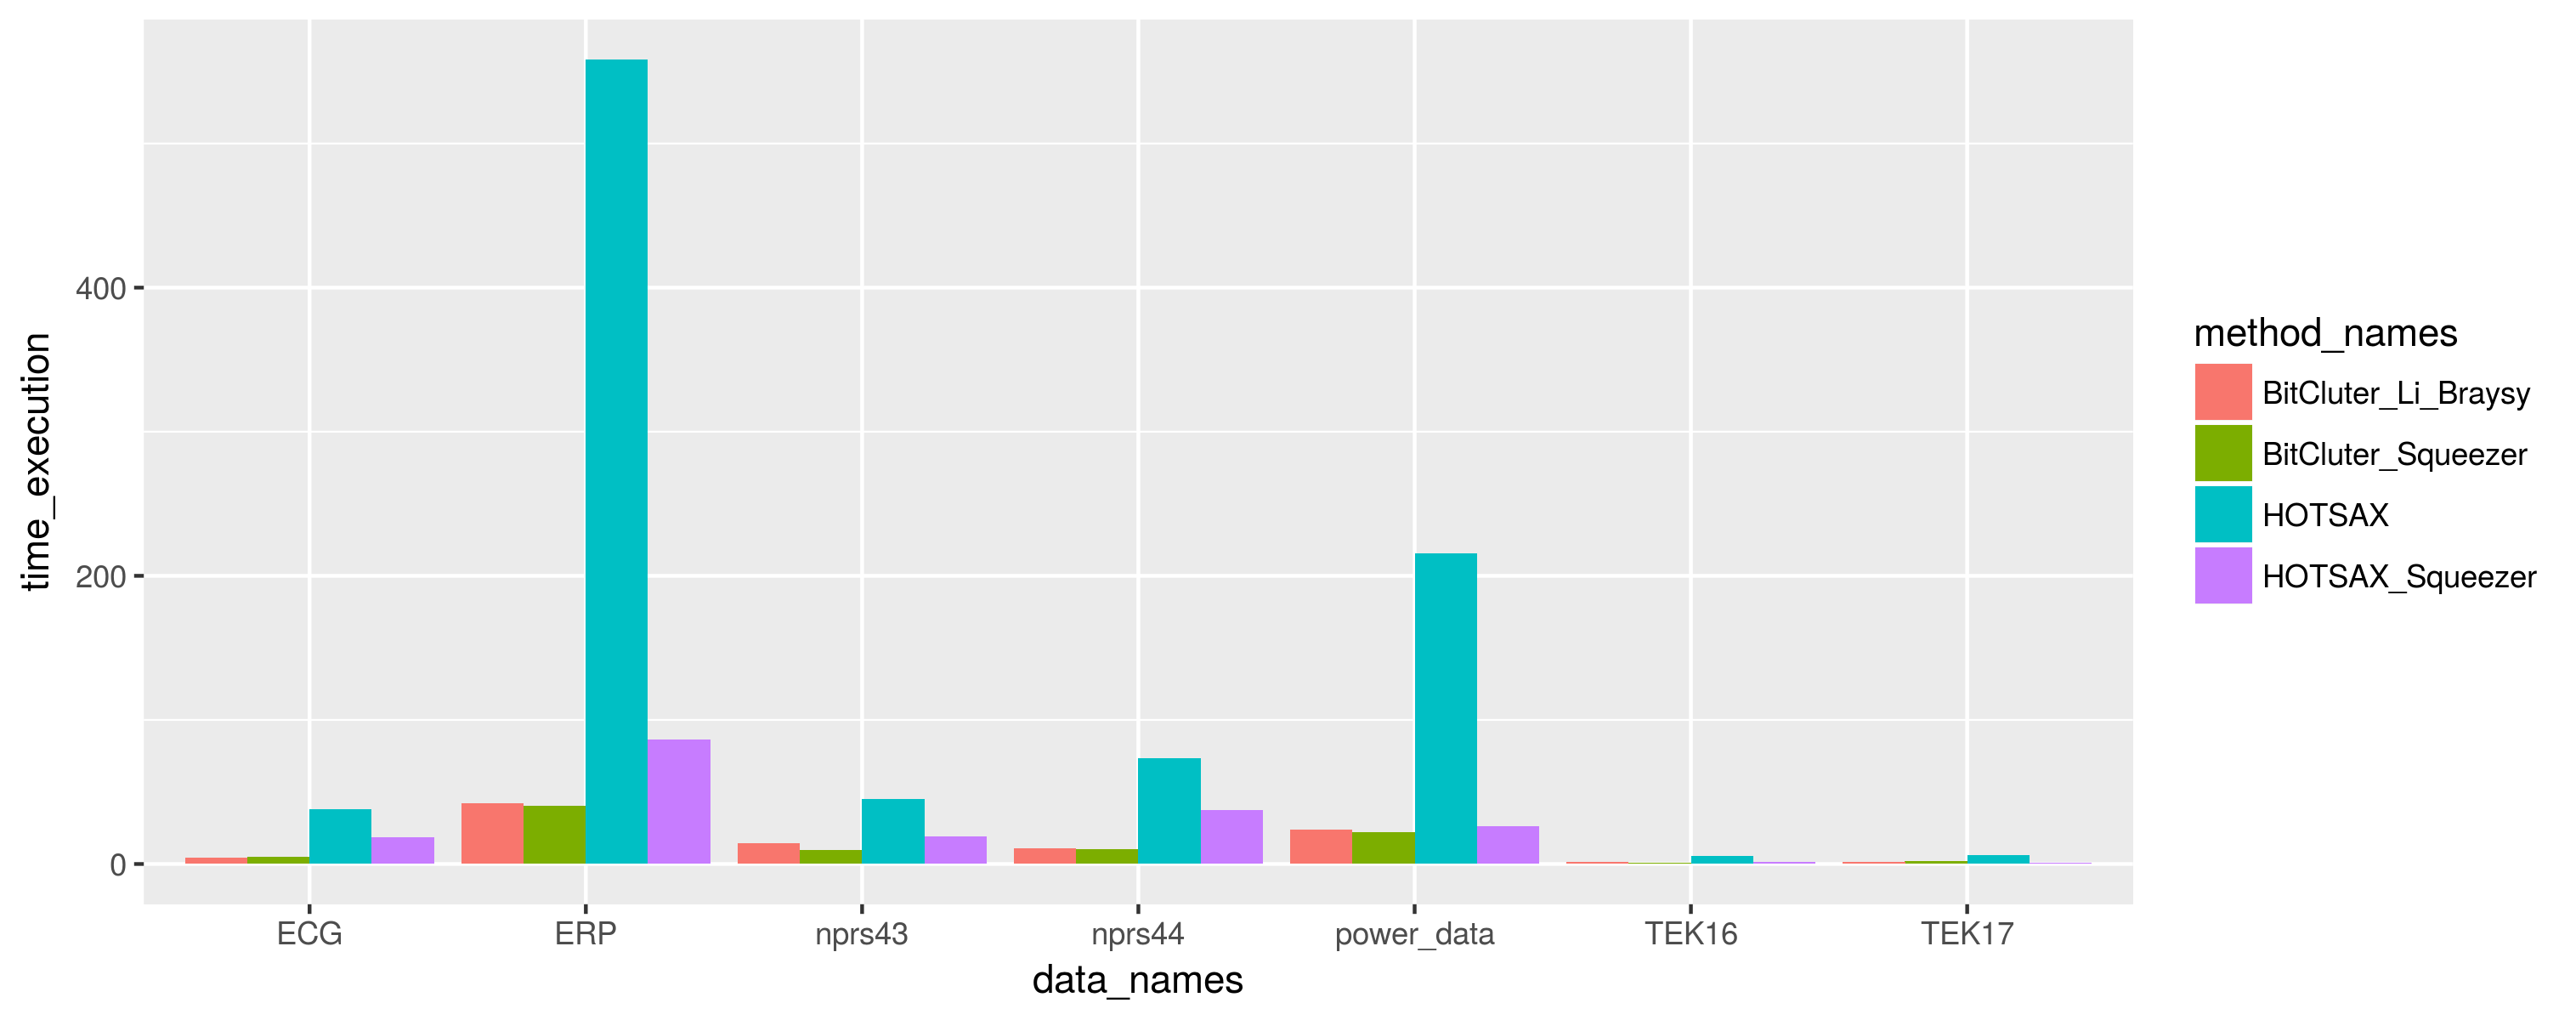 time_execution
400
200
0
ECG ERP nprs43 nprs44 power_data TEK16 TEK17
data_names
method_names
BitCluter_Li_Braysy
BitCluter_Squeezer
HOTSAX
HOTSAX_Squeezer